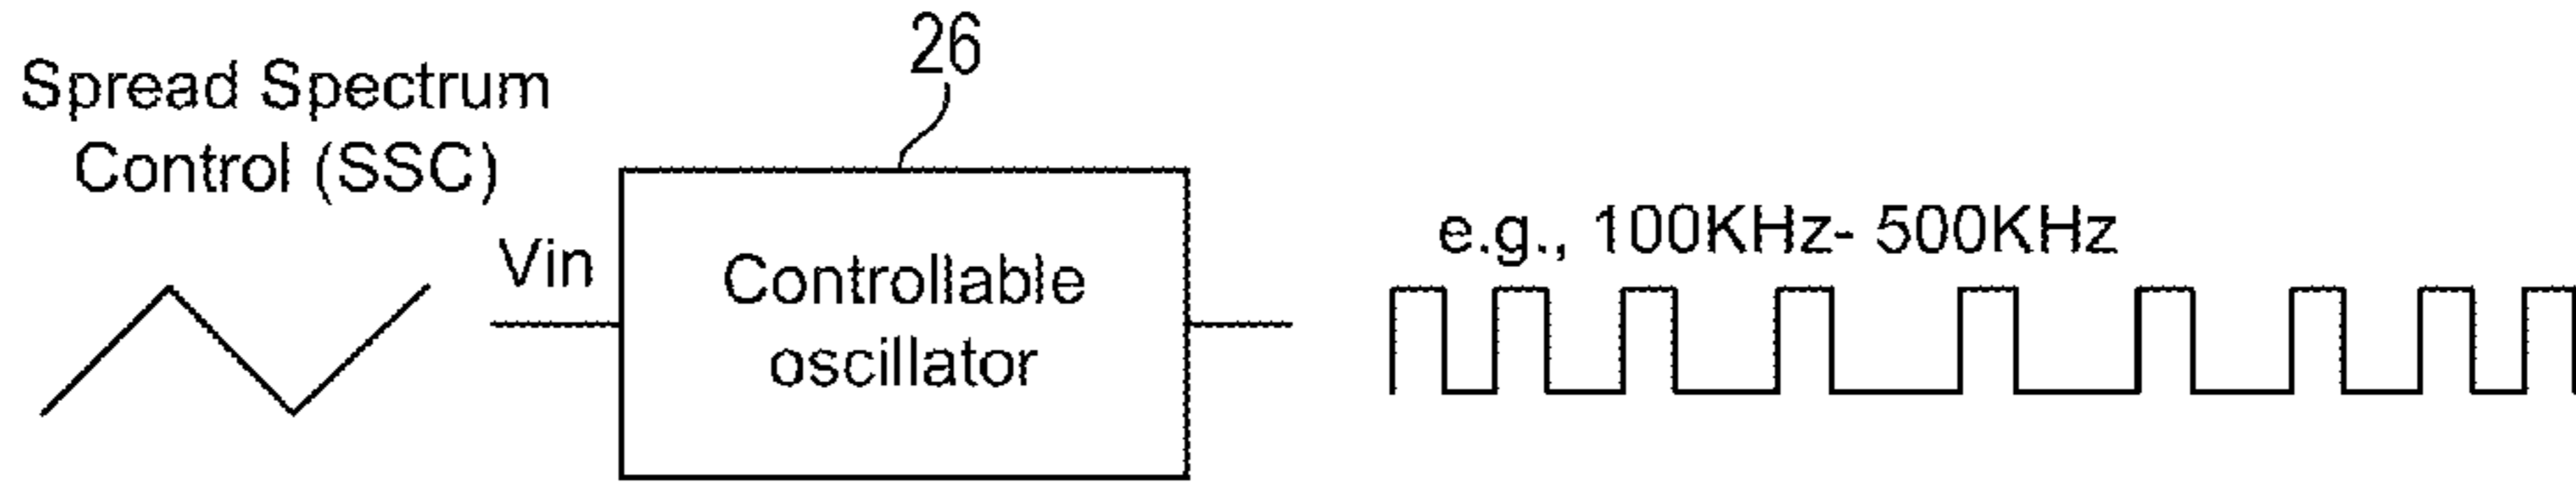 26
Spread Spectrum
Control (SSC)
Vin
Controllable
oscillator
e.g., 100KHz- 500KHz